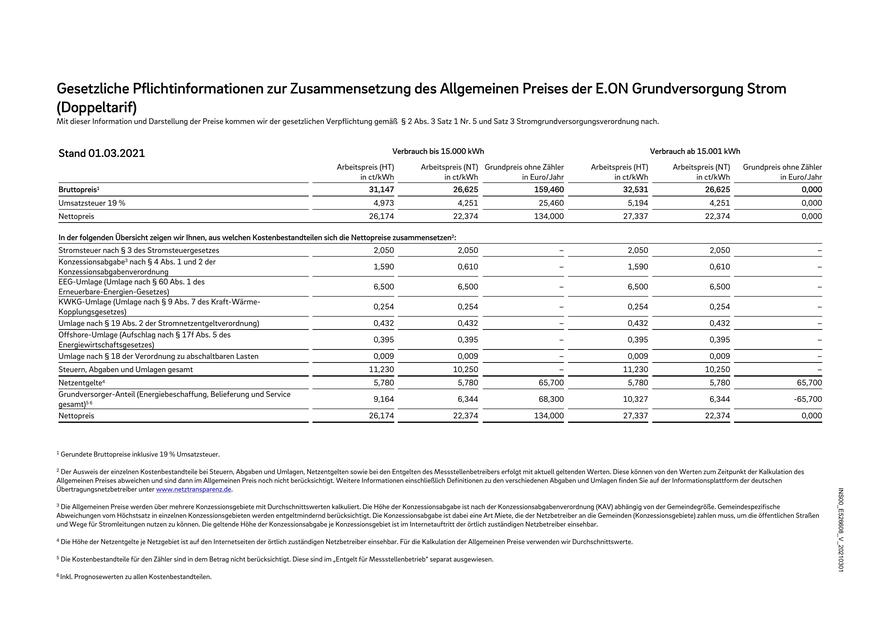 Gesetzliche Pflichtinformationen zur Zusammensetzung des Allgemeinen Preises der E.ON Grundversorgung Strom
(Doppeltarif)
Mit dieser Information und Darstellung der Preise kommen wir der gesetzlichen Verpflichtung gemäß § 2 Abs. 3 Satz 1 Nr. 5 und Satz 3 Stromgrundversorgungsverordnung nach.
Stand 01.03.2021 Verbrauch bis 15.000 kWh Verbrauch ab 15.001 kWh
Arbeitspreis (HT) Arbeitspreis (NT) Grundpreis ohne Zähler Arbeitspreis (HT) Arbeitspreis (NT) Grundpreis ohne Zähler
in ct/kWh in ct/kWh in Euro/Jahr in ct/kWh in ct/kWh in Euro/Jahr
Bruttopreis¹ 31,147 26,625 159,460 32,531 26,625 0,000
Umsatzsteuer 19 % 4,973 4,251 25,460 5,194 4,251 0,000
Nettopreis 26,174 22,374 134,000 27,337 22,374 0,000
In der folgenden Übersicht zeigen wir Ihnen, aus welchen Kostenbestandteilen sich die Nettopreise zusammensetzen²:
Stromsteuer nach § 3 des Stromsteuergesetzes 2,050 2,050 – 2,050 2,050 –
Konzessionsabgabe³ nach § 4 Abs. 1 und 2 der
Konzessionsabgabenverordnung 1,590 0,610 – 1,590 0,610 –
EEG-Umlage (Umlage nach § 60 Abs. 1 des
Erneuerbare-Energien-Gesetzes) 6,500 6,500 – 6,500 6,500 –
KWKG-Umlage (Umlage nach § 9 Abs. 7 des Kraft-Wärme-
Kopplungsgesetzes) 0,254 0,254 – 0,254 0,254 –
Umlage nach § 19 Abs. 2 der Stromnetzentgeltverordnung) 0,432 0,432 – 0,432 0,432 –
Offshore-Umlage (Aufschlag nach § 17f Abs. 5 des
Energiewirtschaftsgesetzes) 0,395 0,395 – 0,395 0,395 –
Umlage nach § 18 der Verordnung zu abschaltbaren Lasten 0,009 0,009 – 0,009 0,009 –
Steuern, Abgaben und Umlagen gesamt 11,230 10,250 – 11,230 10,250 –
Netzentgelte⁴ 5,780 5,780 65,700 5,780 5,780 65,700
Grundversorger-Anteil (Energiebeschaffung, Belieferung und Service
gesamt)⁵ ⁶ 9,164 6,344 68,300 10,327 6,344 -65,700
Nettopreis 26,174 22,374 134,000 27,337 22,374 0,000
¹ Gerundete Bruttopreise inklusive 19 % Umsatzsteuer.
² Der Ausweis der einzelnen Kostenbestandteile bei Steuern, Abgaben und Umlagen, Netzentgelten sowie bei den Entgelten des Messstellenbetreibers erfolgt mit aktuell geltenden Werten. Diese können von den Werten zum Zeitpunkt der Kalkulation des
Allgemeinen Preises abweichen und sind dann im Allgemeinen Preis noch nicht berücksichtigt. Weitere Informationen einschließlich Definitionen zu den verschiedenen Abgaben und Umlagen finden Sie auf der Informationsplattform der deutschen
Übertragungsnetzbetreiber unter www.netztransparenz.de.
³ Die Allgemeinen Preise werden über mehrere Konzessionsgebiete mit Durchschnittswerten kalkuliert. Die Höhe der Konzessionsabgabe ist nach der Konzessionsabgabenverordnung (KAV) abhängig von der Gemeindegröße. Gemeindespezifische
Abweichungen vom Höchstsatz in einzelnen Konzessionsgebieten werden entgeltmindernd berücksichtigt. Die Konzessionsabgabe ist dabei eine Art Miete, die der Netzbetreiber an die Gemeinden (Konzessionsgebiete) zahlen muss, um die öffentlichen Straßen
und Wege für Stromleitungen nutzen zu können. Die geltende Höhe der Konzessionsabgabe je Konzessionsgebiet ist im Internetauftritt der örtlich zuständigen Netzbetreiber einsehbar.
⁴ Die Höhe der Netzentgelte je Netzgebiet ist auf den Internetseiten der örtlich zuständigen Netzbetreiber einsehbar. Für die Kalkulation der Allgemeinen Preise verwenden wir Durchschnittswerte.
⁵ Die Kostenbestandteile für den Zähler sind in dem Betrag nicht berücksichtigt. Diese sind im „Entgelt für Messstellenbetrieb" separat ausgewiesen.
⁶ Inkl. Prognosewerten zu allen Kostenbestandteilen.